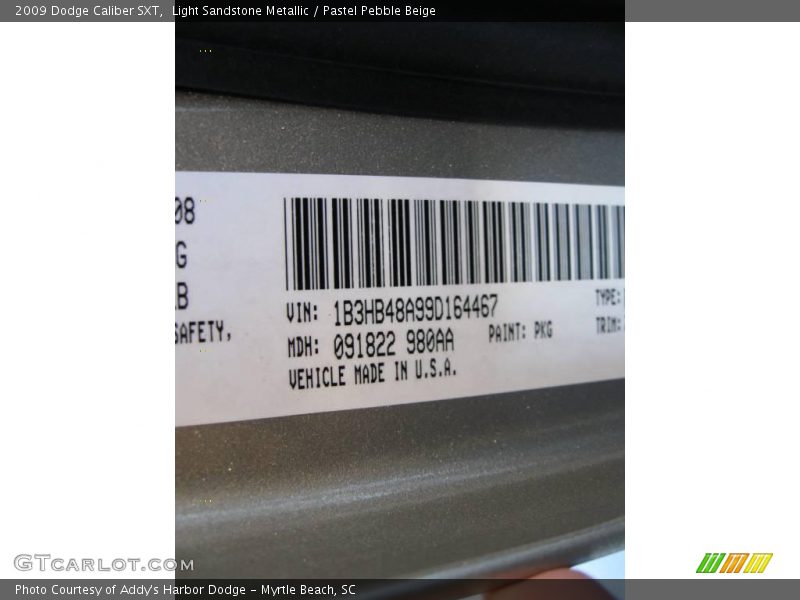 2009 Dodge Caliber SXT,  Light Sandstone Metallic / Pastel Pebble Beige
08
G
B
SAFETY,
VIN: 1B3HB48A99D164467
TYPE:
MDH: 091822 980AA
PAINT: PKG
TRIM:
VEHICLE MADE IN U.S.A.
GTCARLOT.COM
Photo Courtesy of Addy's Harbor Dodge - Myrtle Beach, SC